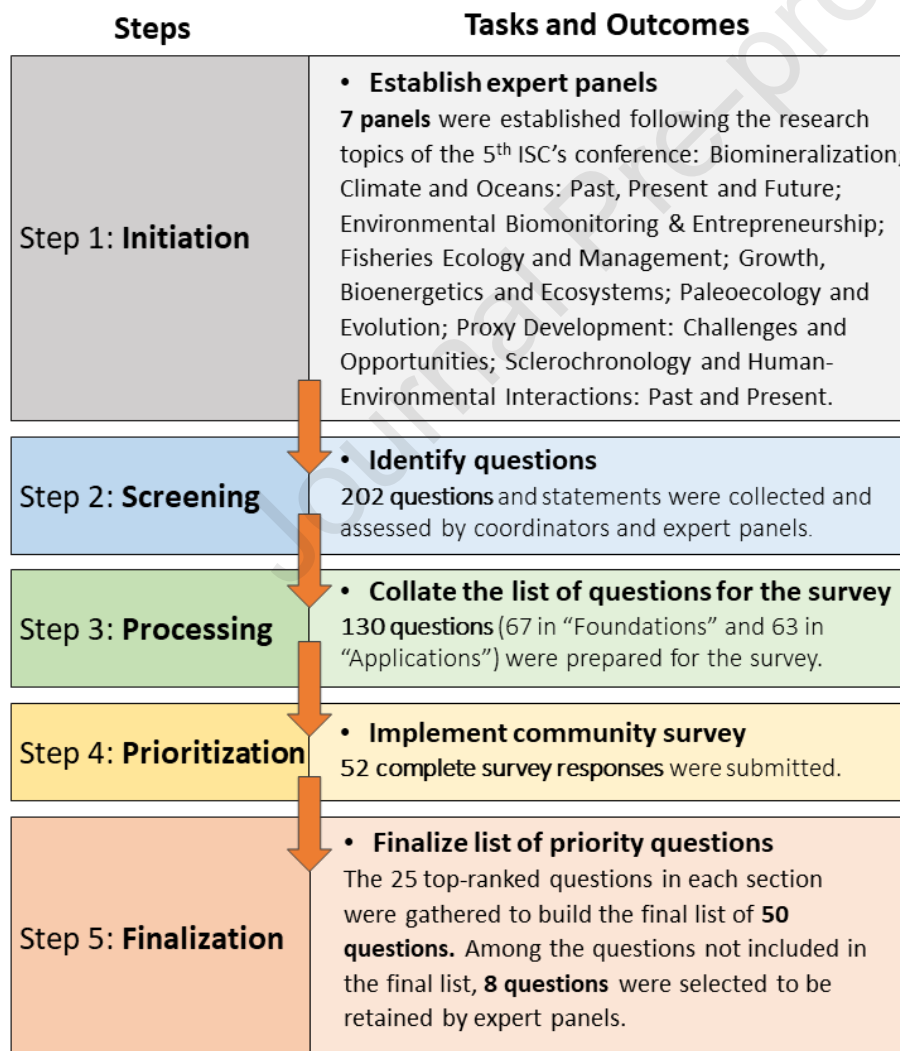 Steps
Tasks and Outcomes
Step 1: Initiation
• Establish expert panels
7 panels were established following the research
topics of the 5th ISC’s conference: Biomineralization;
Climate and Oceans: Past, Present and Future;
Environmental Biomonitoring & Entrepreneurship;
Fisheries Ecology and Management; Growth,
Bioenergetics and Ecosystems; Paleoecology and
Evolution; Proxy Development: Challenges and
Opportunities; Sclerochronology and Human-
Environmental Interactions: Past and Present.
Step 2: Screening
• Identify questions
202 questions and statements were collected and
assessed by coordinators and expert panels.
Step 3: Processing
• Collate the list of questions for the survey
130 questions (67 in “Foundations” and 63 in
“Applications”) were prepared for the survey.
Step 4: Prioritization
• Implement community survey
52 complete survey responses were submitted.
Step 5: Finalization
• Finalize list of priority questions
The 25 top-ranked questions in each section
were gathered to build the final list of 50
questions. Among the questions not included in
the final list, 8 questions were selected to be
retained by expert panels.
Journal Pre-pro